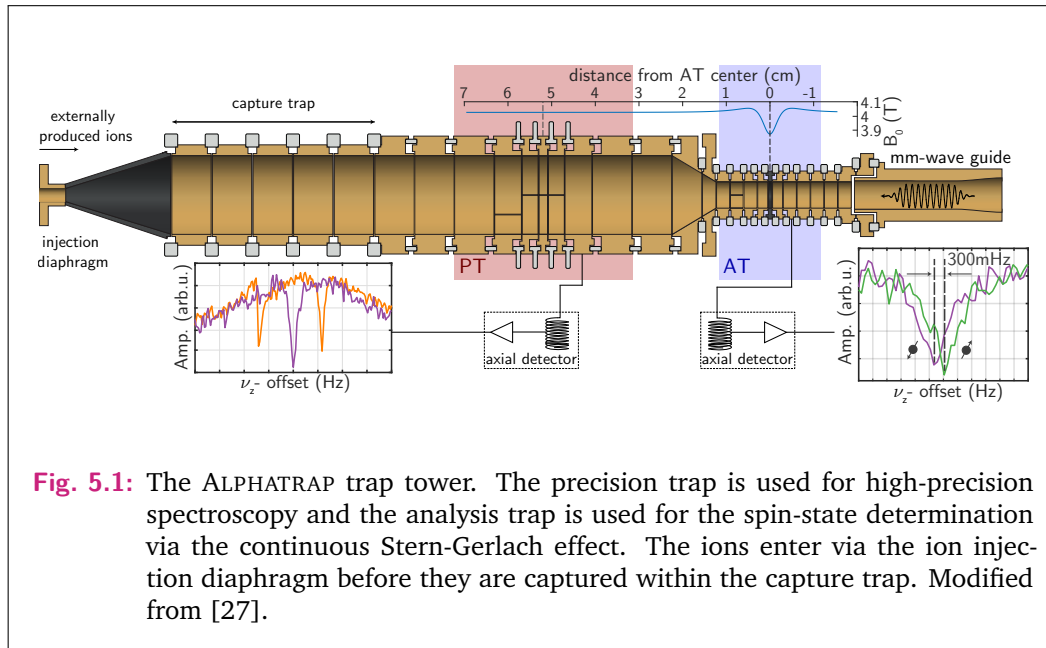 distance from AT center (cm)
7 6 5 4 3 2 1 0 -1
4.1
4
3.9
B₀ (T)
externally
produced ions
capture trap
mm-wave guide
injection
diaphragm
PT
AT
Amp. (arb.u.)
ν_z- offset (Hz)
axial detector
axial detector
300mHz
Amp. (arb.u.)
ν_z- offset (Hz)
Fig. 5.1: The ALPHATRAP trap tower. The precision trap is used for high-precision
spectroscopy and the analysis trap is used for the spin-state determination
via the continuous Stern-Gerlach effect. The ions enter via the ion injec-
tion diaphragm before they are captured within the capture trap. Modified
from [27].